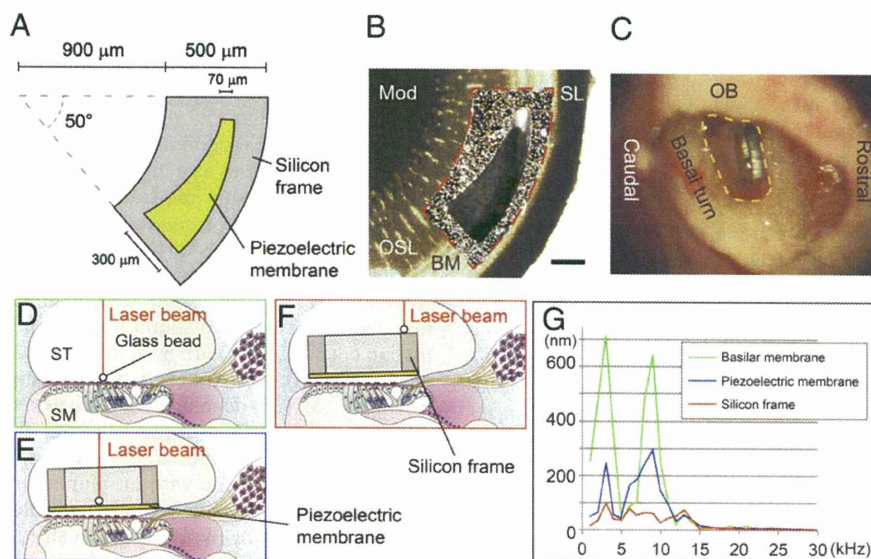 A
900 µm
500 µm
70
µm
50°
Silicon
frame
Piezoelectric
membrane
300 µm
B
Mod
SL
OSL
BM
C
OB
Caudal
Basal turn
Rostral
D
Laser beam
Glass bead
ST
SM
E
Laser beam
Piezoelectric
membrane
F
Laser beam
Silicon frame
G
(nm)
600
400
200
0
Basilar membrane
Piezoelectric membrane
Silicon frame
0
5
10
15
20
25
30 (kHz)